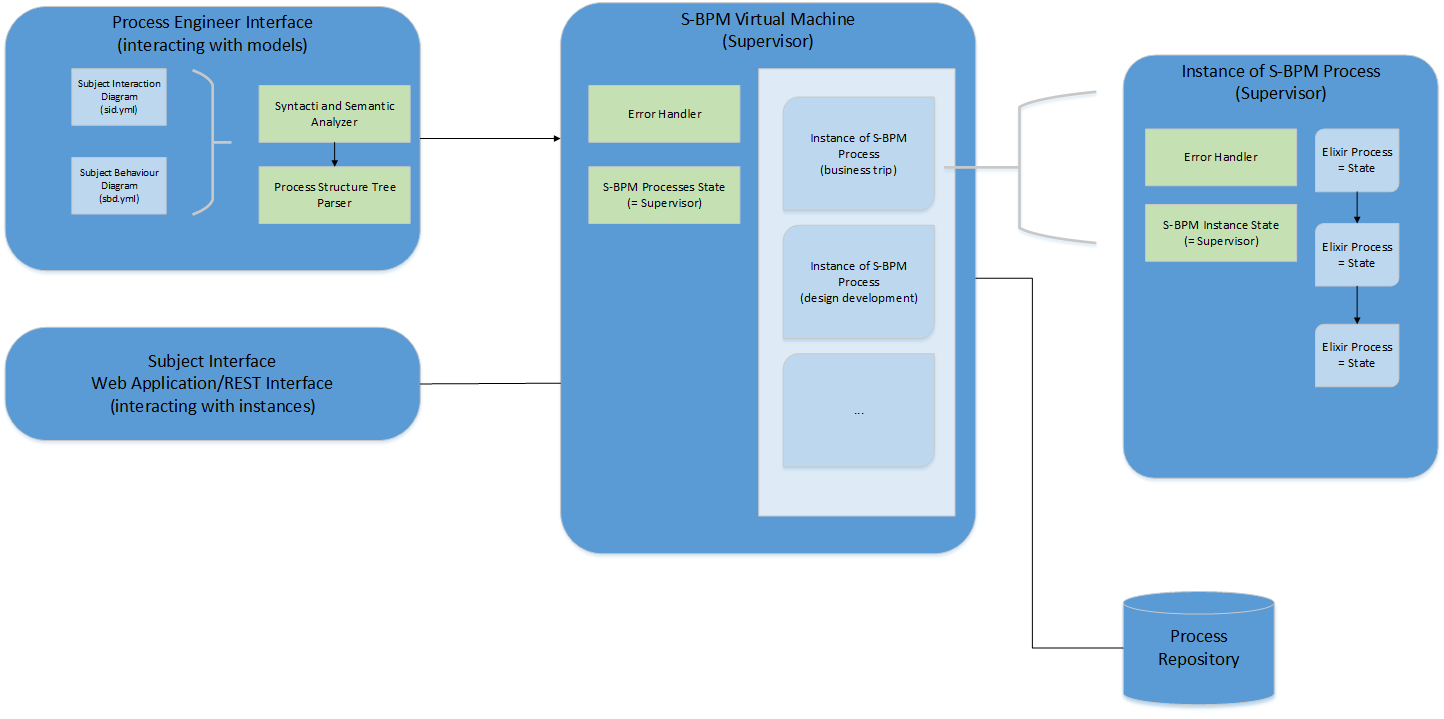 Process Engineer Interface
(interacting with models)
Subject Interaction
Diagram
(sid.yml)
Subject Behaviour
Diagram
(sbd.yml)
Syntacti and Semantic
Analyzer
Process Structure Tree
Parser
Subject Interface
Web Application/REST Interface
(interacting with instances)
S-BPM Virtual Machine
(Supervisor)
Error Handler
S-BPM Processes State
(= Supervisor)
Instance of S-BPM
Process
(business trip)
Instance of S-BPM
Process
(design development)
...
Instance of S-BPM Process
(Supervisor)
Error Handler
S-BPM Instance State
(= Supervisor)
Elixir Process
= State
Elixir Process
= State
Elixir Process
= State
Process
Repository